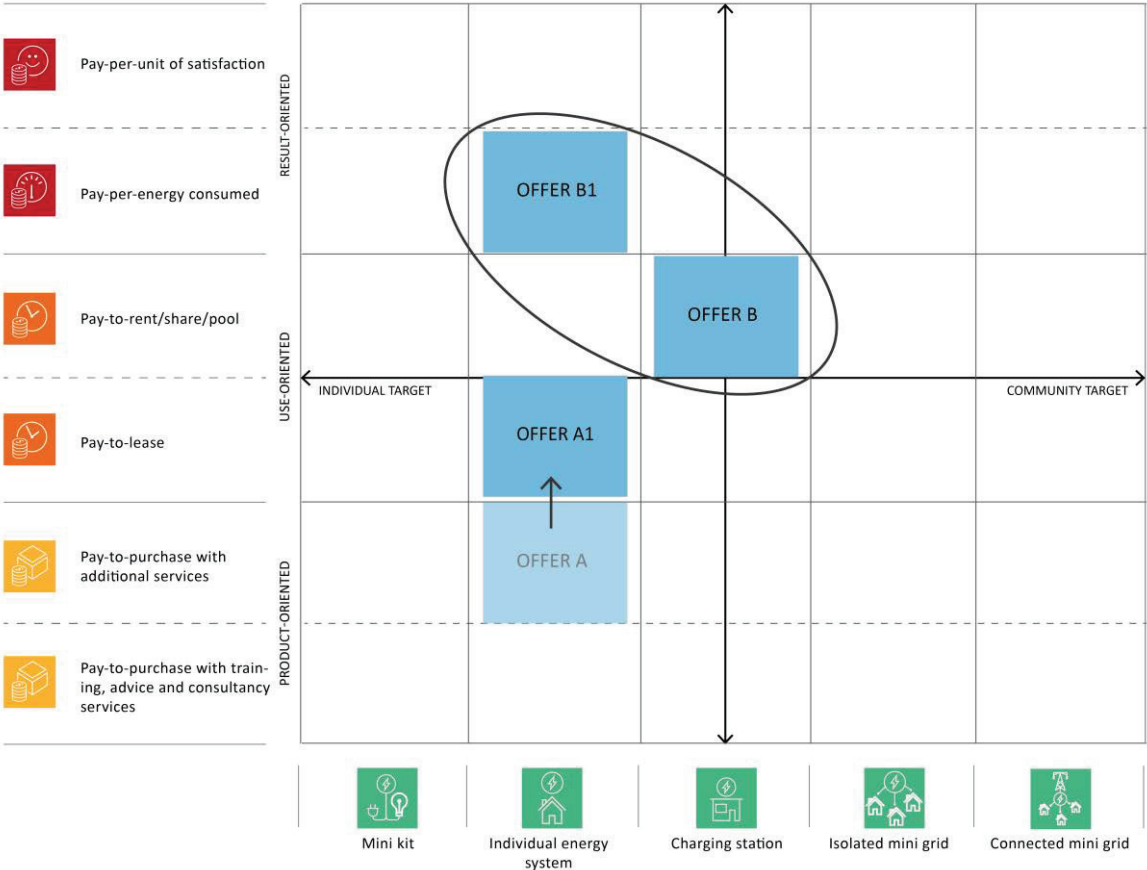 Pay-per-unit of satisfaction
Pay-per-energy consumed
Pay-to-rent/share/pool
Pay-to-lease
Pay-to-purchase with
additional services
Pay-to-purchase with train-
ing, advice and consultancy
services
RESULT-ORIENTED
USE-ORIENTED
PRODUCT-ORIENTED
OFFER B1
OFFER B
INDIVIDUAL TARGET
COMMUNITY TARGET
OFFER A1
OFFER A
Mini kit
Individual energy
system
Charging station
Isolated mini grid
Connected mini grid